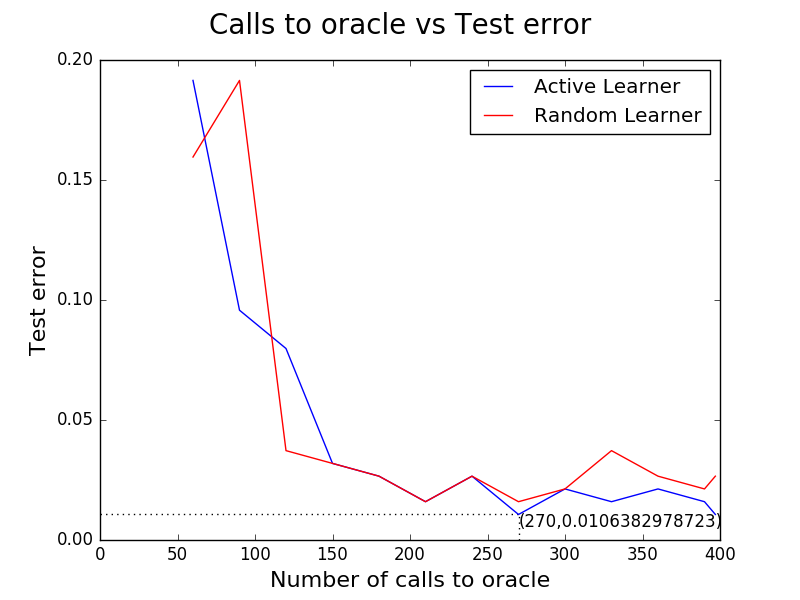 Calls to oracle vs Test error
Active Learner
Random Learner
Test error
0.20
0.15
0.10
0.05
0.00
(270,0.0106382978723)
0 50 100 150 200 250 300 350 400
Number of calls to oracle